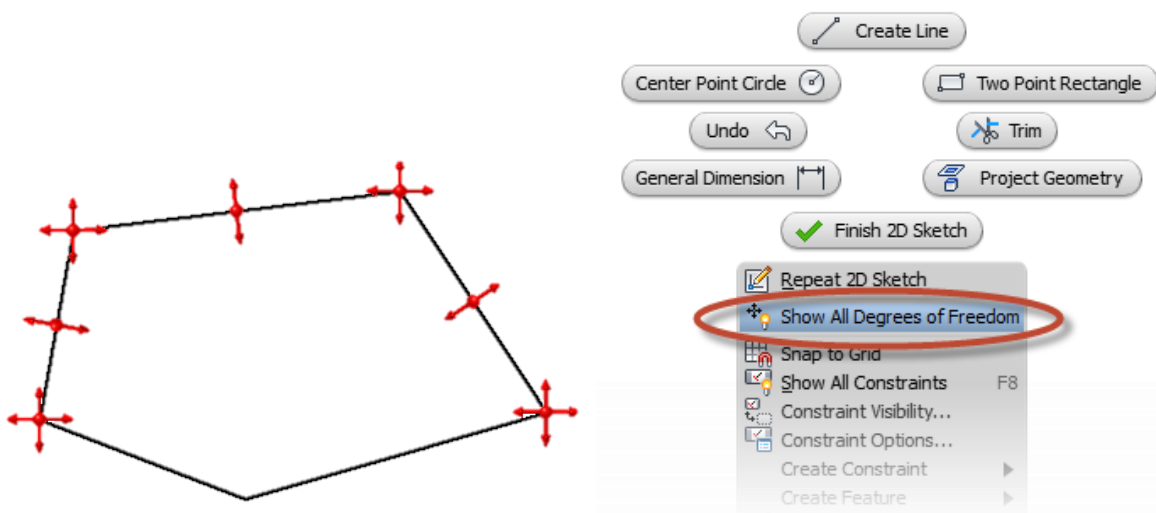 Create Line
Center Point Circle
Two Point Rectangle
Undo
Trim
General Dimension
Project Geometry
Finish 2D Sketch
Repeat 2D Sketch
Show All Degrees of Freedom
Snap to Grid
Show All Constraints F8
Constraint Visibility...
Constraint Options...
Create Constraint
Create Feature